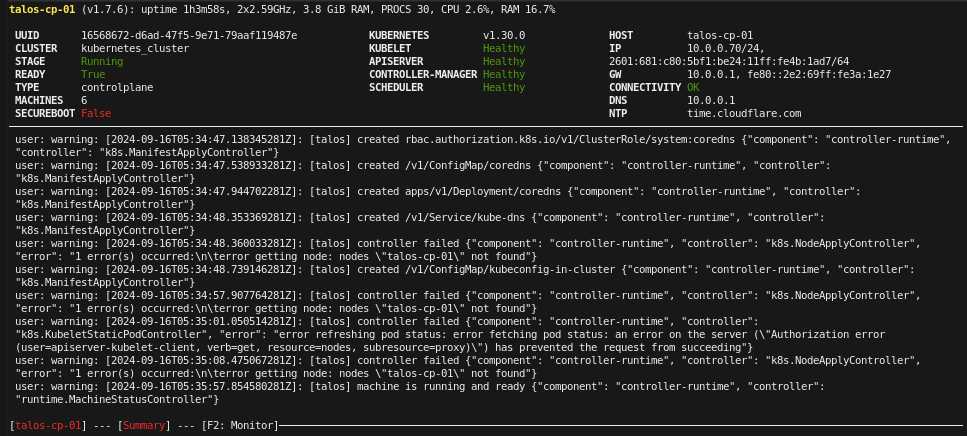 talos-cp-01 (v1.7.6): uptime 1h3m58s, 2x2.59GHz, 3.8 GiB RAM, PROCS 30, CPU 2.6%, RAM 16.7%
UUID 16568672-d6ad-47f5-9e71-79aaf119487e KUBERNETES v1.30.0 HOST talos-cp-01
CLUSTER kubernetes_cluster KUBELET Healthy IP 10.0.0.70/24,
STAGE Running APISERVER Healthy 2601:681:c80:5bf1:be24:11ff:fe4b:1ad7/64
READY True CONTROLLER-MANAGER Healthy GW 10.0.0.1, fe80::2e2:69ff:fe3a:1e27
TYPE controlplane SCHEDULER Healthy CONNECTIVITY OK
MACHINES 6 DNS 10.0.0.1
SECUREBOOT False NTP time.cloudflare.com
user: warning: [2024-09-16T05:34:47.138345281Z]: [talos] created rbac.authorization.k8s.io/v1/ClusterRole/system:coredns {"component": "controller-runtime",
"controller": "k8s.ManifestApplyController"}
user: warning: [2024-09-16T05:34:47.538933281Z]: [talos] created /v1/ConfigMap/coredns {"component": "controller-runtime", "controller":
"k8s.ManifestApplyController"}
user: warning: [2024-09-16T05:34:47.944702281Z]: [talos] created apps/v1/Deployment/coredns {"component": "controller-runtime", "controller":
"k8s.ManifestApplyController"}
user: warning: [2024-09-16T05:34:48.353369281Z]: [talos] created /v1/Service/kube-dns {"component": "controller-runtime", "controller":
"k8s.ManifestApplyController"}
user: warning: [2024-09-16T05:34:48.360033281Z]: [talos] controller failed {"component": "controller-runtime", "controller": "k8s.NodeApplyController",
"error": "1 error(s) occurred:\n\terror getting node: nodes \"talos-cp-01\" not found"}
user: warning: [2024-09-16T05:34:48.739146281Z]: [talos] created /v1/ConfigMap/kubeconfig-in-cluster {"component": "controller-runtime", "controller":
"k8s.ManifestApplyController"}
user: warning: [2024-09-16T05:34:57.907764281Z]: [talos] controller failed {"component": "controller-runtime", "controller": "k8s.NodeApplyController",
"error": "1 error(s) occurred:\n\terror getting node: nodes \"talos-cp-01\" not found"}
user: warning: [2024-09-16T05:35:01.050514281Z]: [talos] controller failed {"component": "controller-runtime", "controller":
"k8s.KubeletStaticPodController", "error": "error refreshing pod status: error fetching pod status: an error on the server (\"Authorization error
(user=apiserver-kubelet-client, verb=get, resource=nodes, subresource=proxy)\") has prevented the request from succeeding"}
user: warning: [2024-09-16T05:35:08.475067281Z]: [talos] controller failed {"component": "controller-runtime", "controller": "k8s.NodeApplyController",
"error": "1 error(s) occurred:\n\terror getting node: nodes \"talos-cp-01\" not found"}
user: warning: [2024-09-16T05:35:57.854580281Z]: [talos] machine is running and ready {"component": "controller-runtime", "controller":
"runtime.MachineStatusController"}
[talos-cp-01] --- [Summary] --- [F2: Monitor]